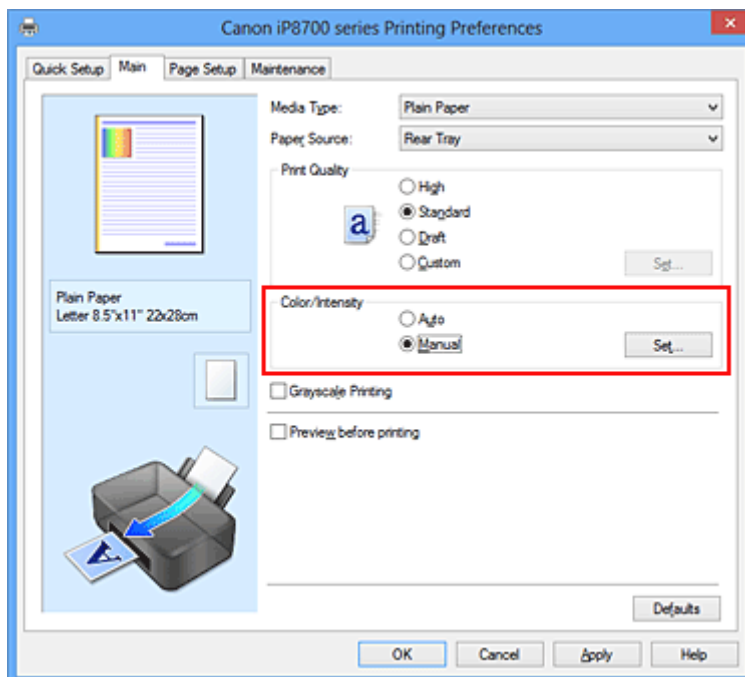 Canon iP8700 series Printing Preferences
Quick Setup Main Page Setup Maintenance
Media Type: Plain Paper
Paper Source: Rear Tray
Print Quality
High
a Standard
Draft
Custom Set...
Plain Paper
Letter 8.5"x11" 22x28cm
Color/Intensity
Auto
Manual Set...
Grayscale Printing
Preview before printing
A
Defaults
OK Cancel Apply Help